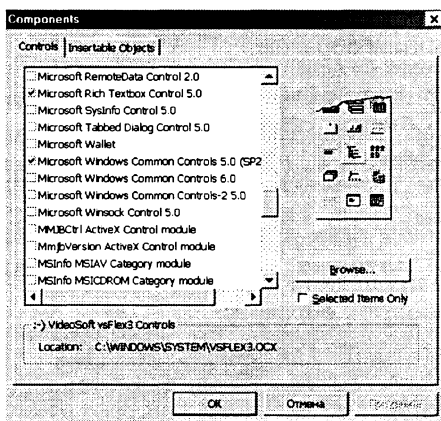 Components
Controls
Insertable Objects
Microsoft RemoteData Control 2.0
Microsoft Rich Textbox Control 5.0
Microsoft SysInfo Control 5.0
Microsoft Tabbed Dialog Control 5.0
Microsoft Wallet
Microsoft Windows Common Controls 5.0 (SP2
Microsoft Windows Common Controls 6.0
Microsoft Windows Common Controls-2 5.0
Microsoft Winsock Control 5.0
MMJBCtrl ActiveX Control module
MmjbVersion ActiveX Control module
MSInfo MSIAV Category module
MSInfo MSICDROM Category module
Browse...
Selected Items Only
:-) VideoSoft vsFlex3 Controls
Location: C:\WINDOWS\SYSTEM\VSFLEX3.OCX
OK
Отмена